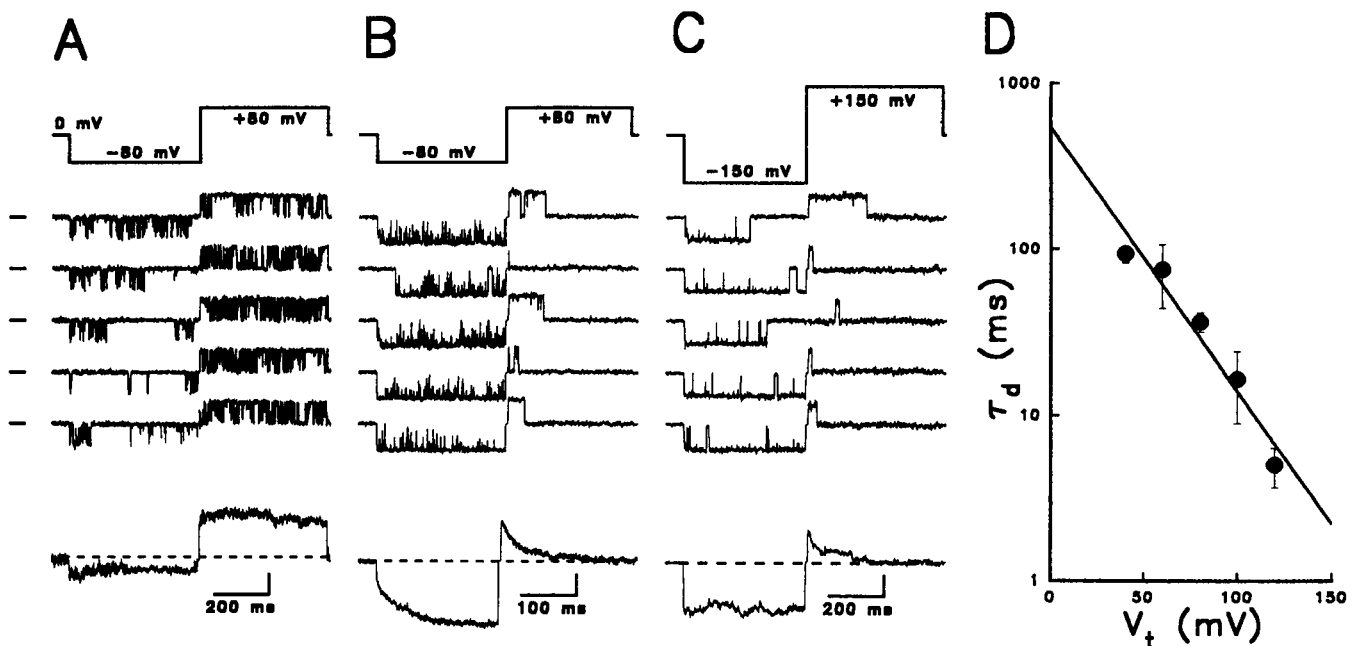 A
0 mV
-80 mV
+80 mV
200 ms
B
-80 mV
+80 mV
100 ms
C
-150 mV
+150 mV
200 ms
D
1000
100
10
1
τd (ms)
0 50 100 150
Vt (mV)